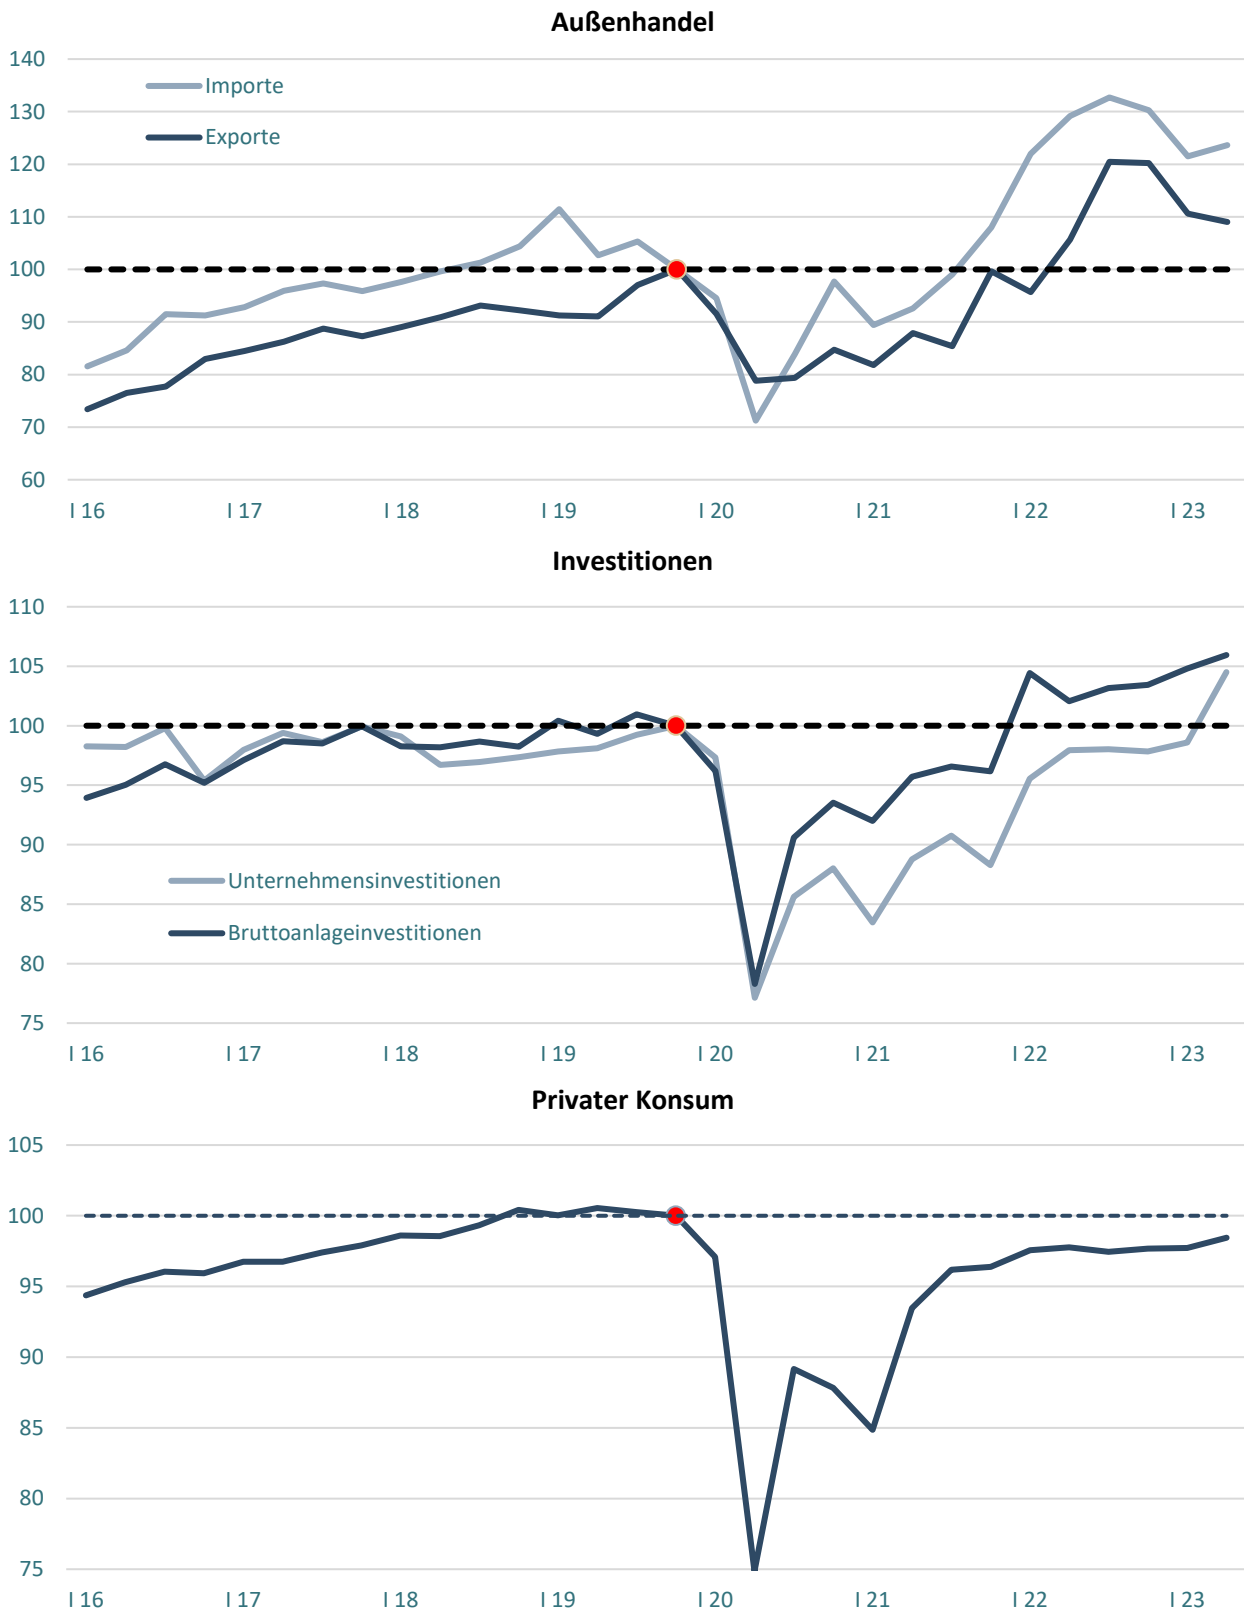 Außenhandel
140
Importe
130
Exporte
120
110
100
90
80
70
60
I 16 I 17 I 18 I 19 I 20 I 21 I 22 I 23
Investitionen
110
105
100
95
90
Unternehmensinvestitionen
85
Bruttoanlageinvestitionen
80
75
I 16 I 17 I 18 I 19 I 20 I 21 I 22 I 23
Privater Konsum
105
100
95
90
85
80
75
I 16 I 17 I 18 I 19 I 20 I 21 I 22 I 23